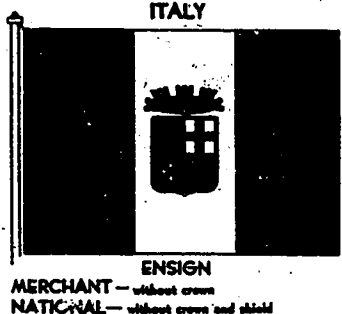 ITALY
ENSIGN
MERCHANT — without crown
NATIONAL — without crown and shield